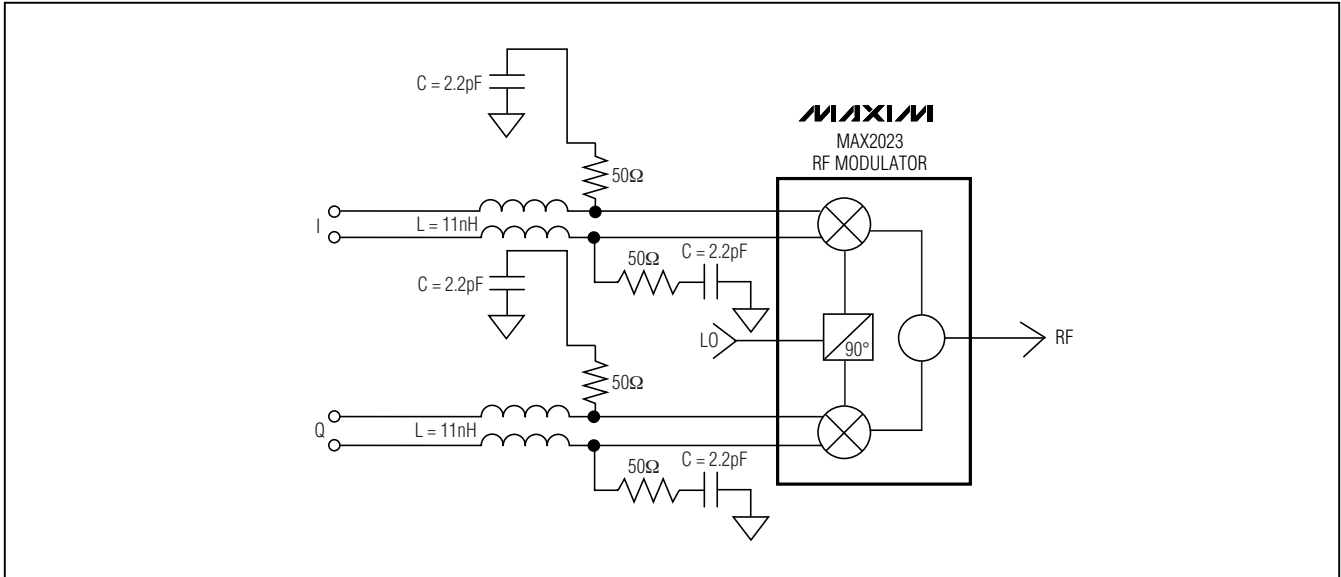 C = 2.2pF
MAXIM
MAX2023
RF MODULATOR
50Ω
I
L = 11nH
50Ω
C = 2.2pF
C = 2.2pF
LO
90°
RF
50Ω
Q
L = 11nH
50Ω
C = 2.2pF